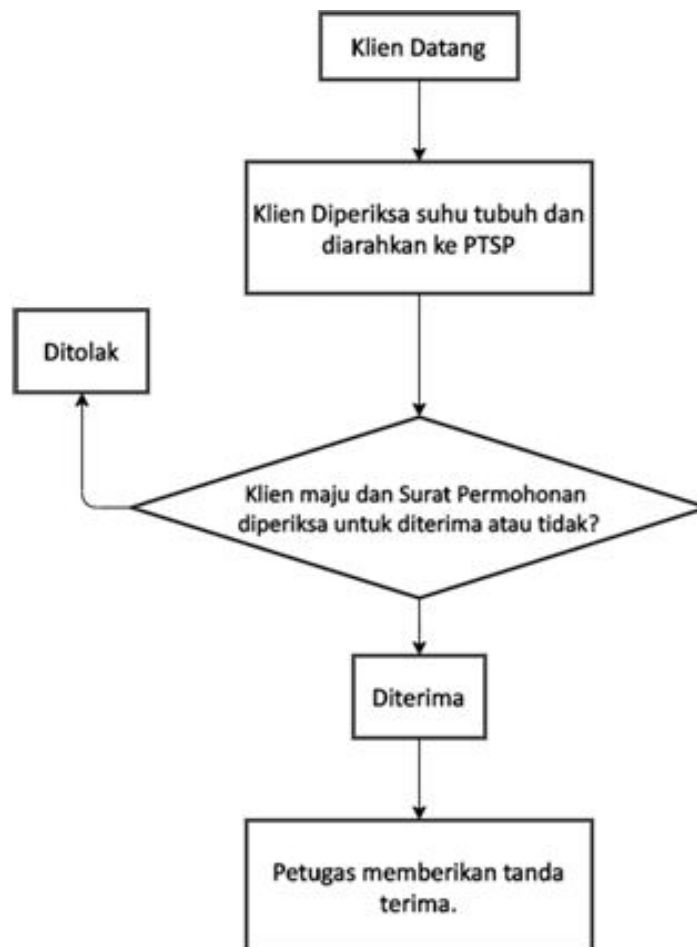 Klien Datang
Klien Diperiksa suhu tubuh dan
diarahkan ke PTSP
Ditolak
Klien maju dan Surat Permohonan
diperiksa untuk diterima atau tidak?
Diterima
Petugas memberikan tanda
terima.